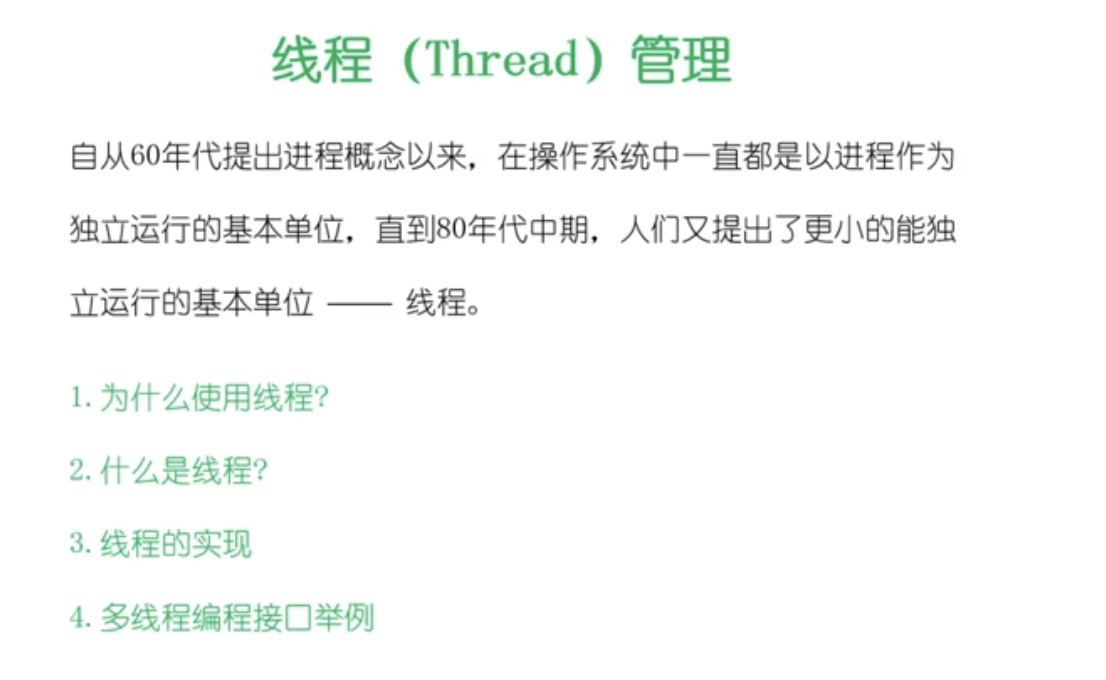 线程（Thread）管理
自从60年代提出进程概念以来，在操作系统中一直都是以进程作为
独立运行的基本单位，直到80年代中期，人们又提出了更小的能独
立运行的基本单位 —— 线程。
1. 为什么使用线程?
2. 什么是线程?
3. 线程的实现
4. 多线程编程接口举例